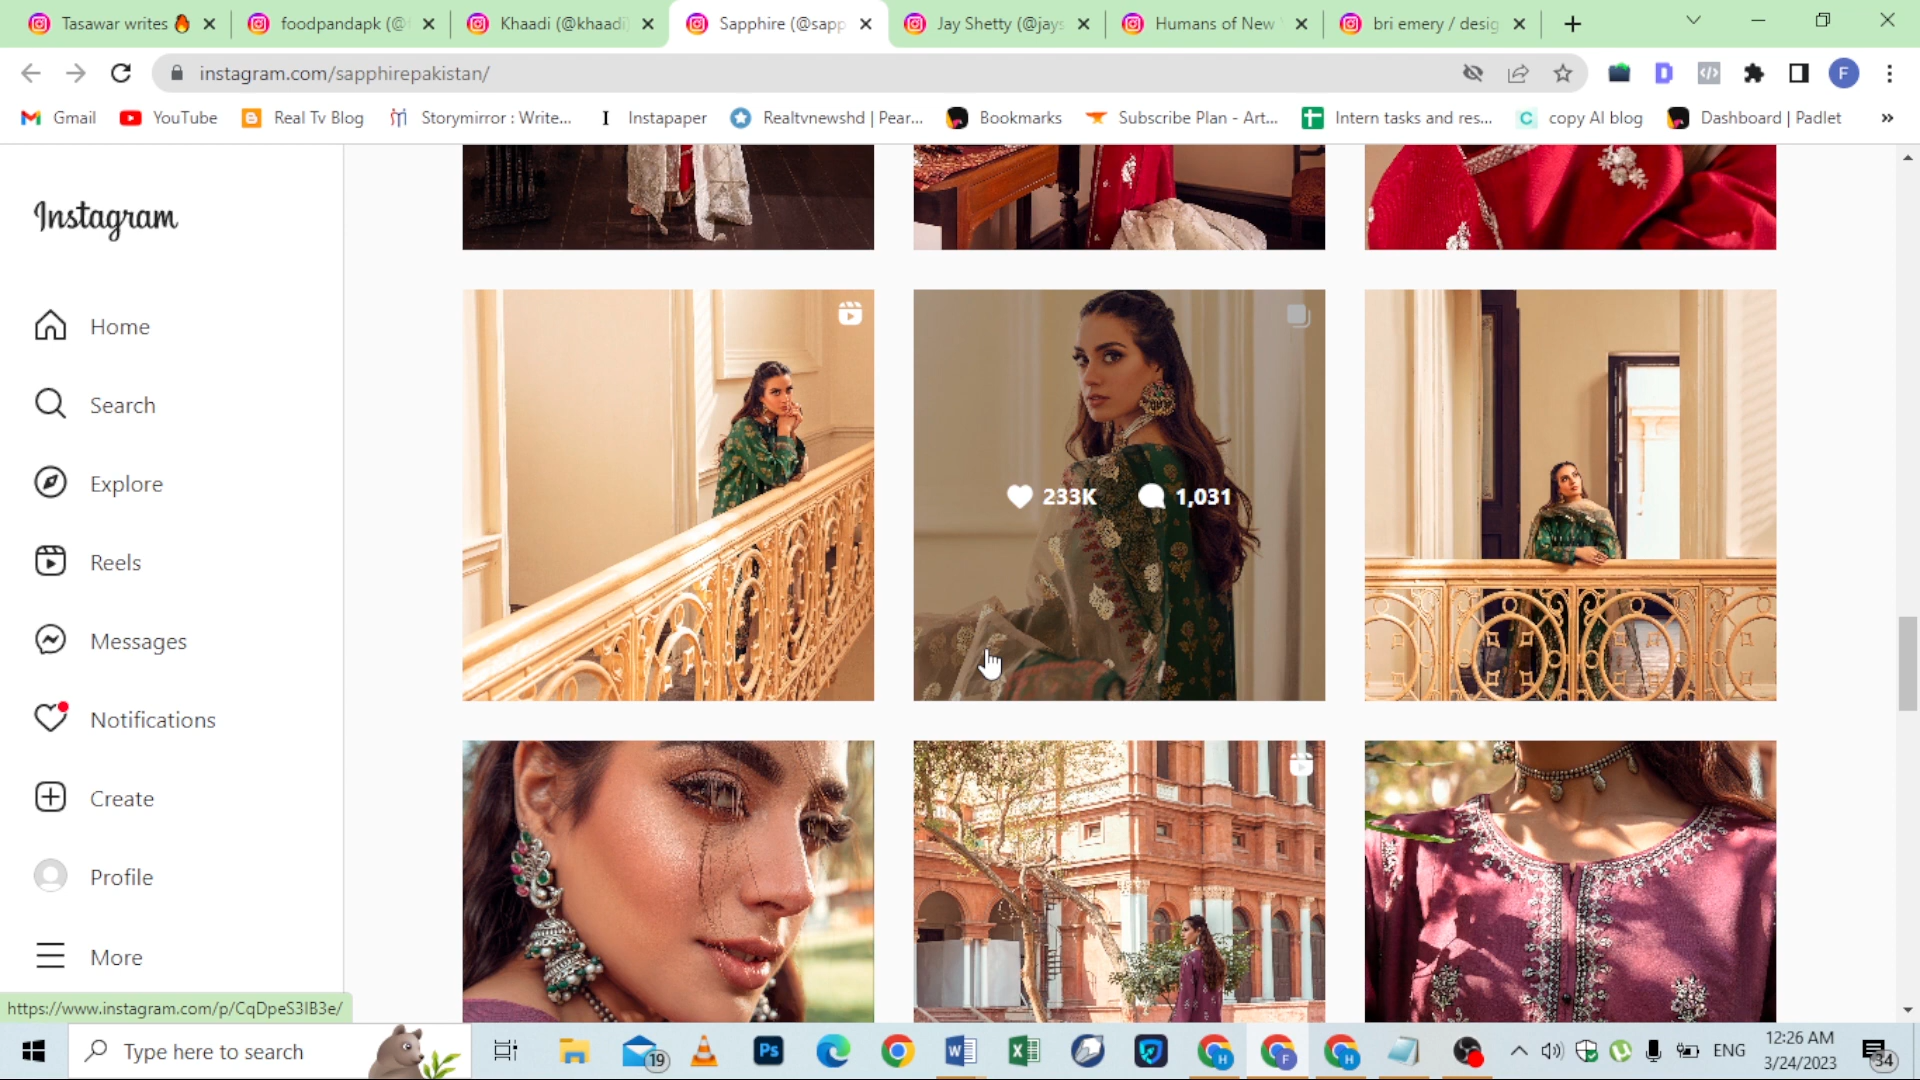 Tasawar writes 🔥
foodpandapk (@f
Khaadi (@khaadi
Sapphire (@sapp
Jay Shetty (@jays
Humans of New
bri emery / desig
instagram.com/sapphirepakistan/
F
Gmail
YouTube
Real Tv Blog
Storymirror : Write...
Instapaper
Realtvnewshd | Pear...
Bookmarks
Subscribe Plan - Art...
Intern tasks and res...
copy AI blog
Dashboard | Padlet
»
Instagram
Home
Search
Explore
Reels
Messages
Notifications
Create
Profile
More
233K 1,031
https://www.instagram.com/p/CqDpeS3IB3e/
Type here to search
19
Ps
ENG
12:26 AM
3/24/2023
34